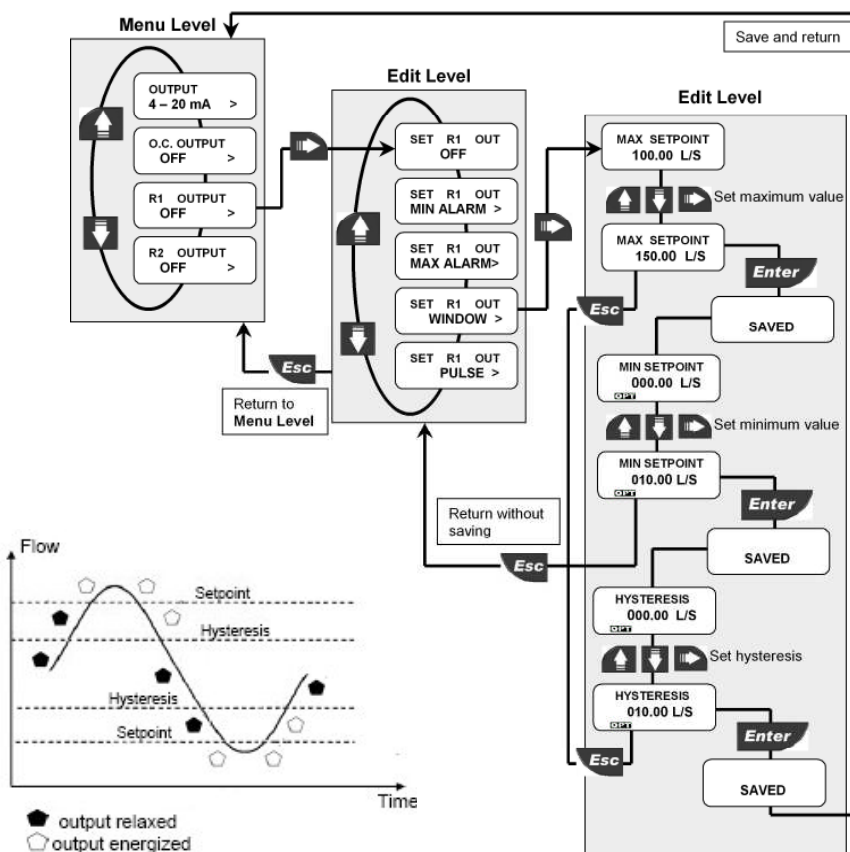 Menu Level
Save and return
OUTPUT
4 – 20 mA >
O.C. OUTPUT
OFF >
R1 OUTPUT
OFF >
R2 OUTPUT
OFF >
Esc
Return to
Menu Level
Edit Level
SET R1 OUT
OFF
SET R1 OUT
MIN ALARM >
SET R1 OUT
MAX ALARM>
SET R1 OUT
WINDOW >
SET R1 OUT
PULSE >
Return without
saving
Esc
Edit Level
MAX SETPOINT
100.00 L/S
Set maximum value
MAX SETPOINT
150.00 L/S
Enter
Esc
SAVED
MIN SETPOINT
000.00 L/S
OPT
Set minimum value
MIN SETPOINT
010.00 L/S
OPT
Enter
SAVED
HYSTERESIS
000.00 L/S
OPT
Set hysteresis
HYSTERESIS
010.00 L/S
OPT
Enter
Esc
SAVED
Flow
Setpoint
Hysteresis
Hysteresis
Setpoint
Time
output relaxed
output energized